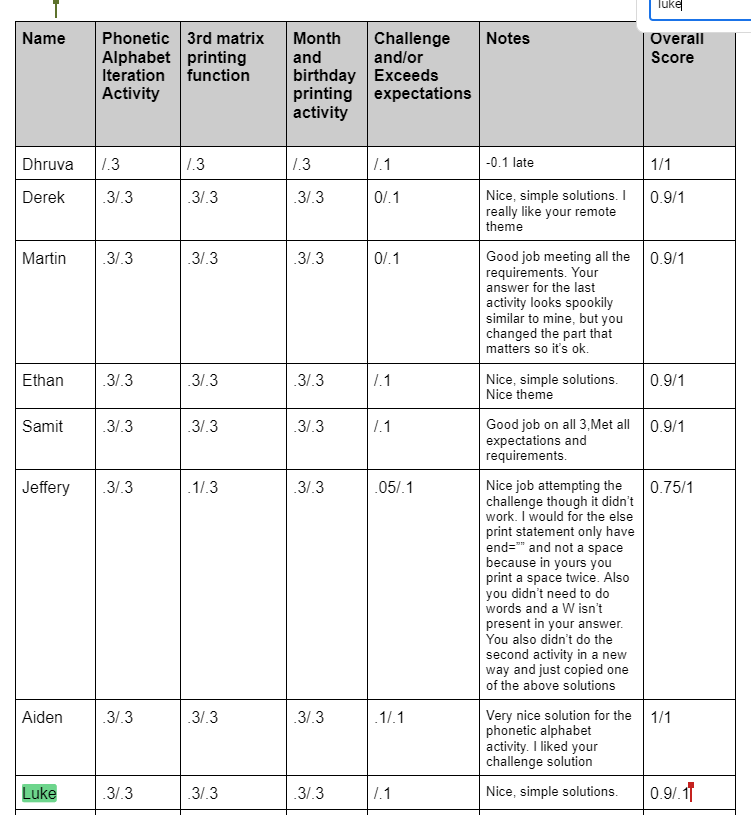 luke
Name
Phonetic
Alphabet
Iteration
Activity
3rd matrix
printing
function
Month
and
birthday
printing
activity
Challenge
and/or
Exceeds
expectations
Notes
Overall
Score
Dhruva
/.3
/.3
/.3
/.1
-0.1 late
1/1
Derek
.3/.3
.3/.3
.3/.3
0/.1
Nice, simple solutions. I
really like your remote
theme
0.9/1
Martin
.3/.3
.3/.3
.3/.3
0/.1
Good job meeting all the
requirements. Your
answer for the last
activity looks spookily
similar to mine, but you
changed the part that
matters so it's ok.
0.9/1
Ethan
.3/.3
.3/.3
.3/.3
/.1
Nice, simple solutions.
Nice theme
0.9/1
Samit
.3/.3
.3/.3
.3/.3
/.1
Good job on all 3,Met all
expectations and
requirements.
0.9/1
Jeffery
.3/.3
.1/.3
.3/.3
.05/.1
Nice job attempting the
challenge though it didn't
work. I would for the else
print statement only have
end="" and not a space
because in yours you
print a space twice. Also
you didn't need to do
words and a W isn't
present in your answer.
You also didn't do the
second activity in a new
way and just copied one
of the above solutions
0.75/1
Aiden
.3/.3
.3/.3
.3/.3
.1/.1
Very nice solution for the
phonetic alphabet
activity. I liked your
challenge solution
1/1
Luke
.3/.3
.3/.3
.3/.3
/.1
Nice, simple solutions.
0.9/.1